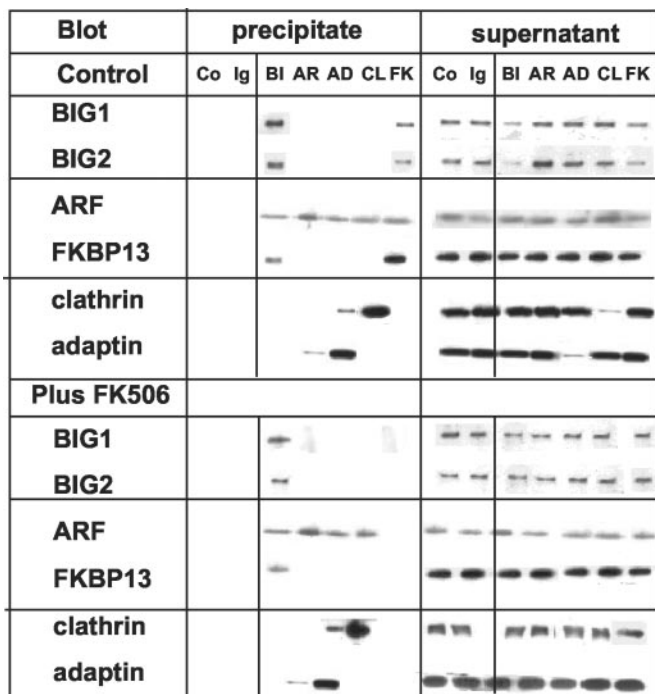 Blot precipitate supernatant
Control Co Ig BI AR AD CL FK Co Ig BI AR AD CL FK
BIG1
BIG2
ARF
FKBP13
clathrin
adaptin
Plus FK506
BIG1
BIG2
ARF
FKBP13
clathrin
adaptin